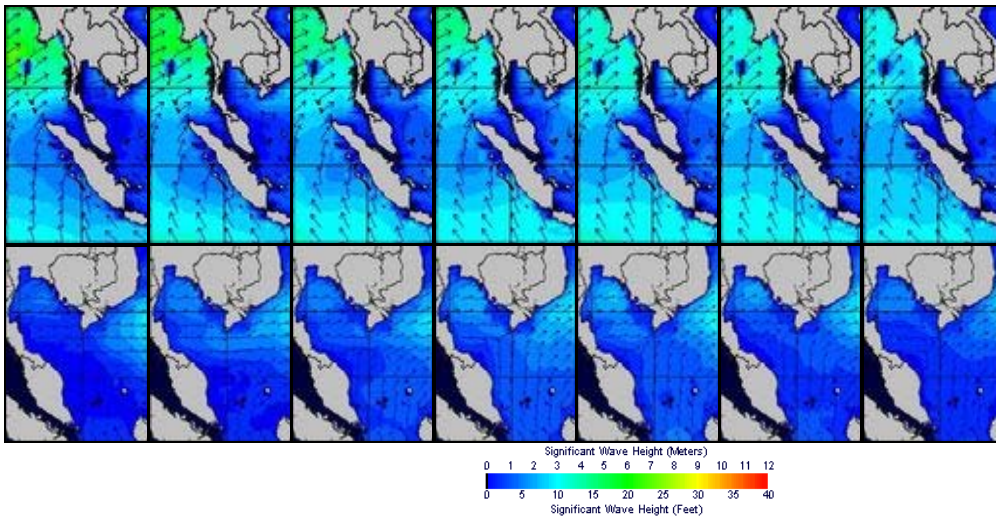 Significant Wave Height (Meters)
0 1 2 3 4 5 6 7 8 9 10 11 12
0 5 10 15 20 25 30 35 40
Significant Wave Height (Feet)